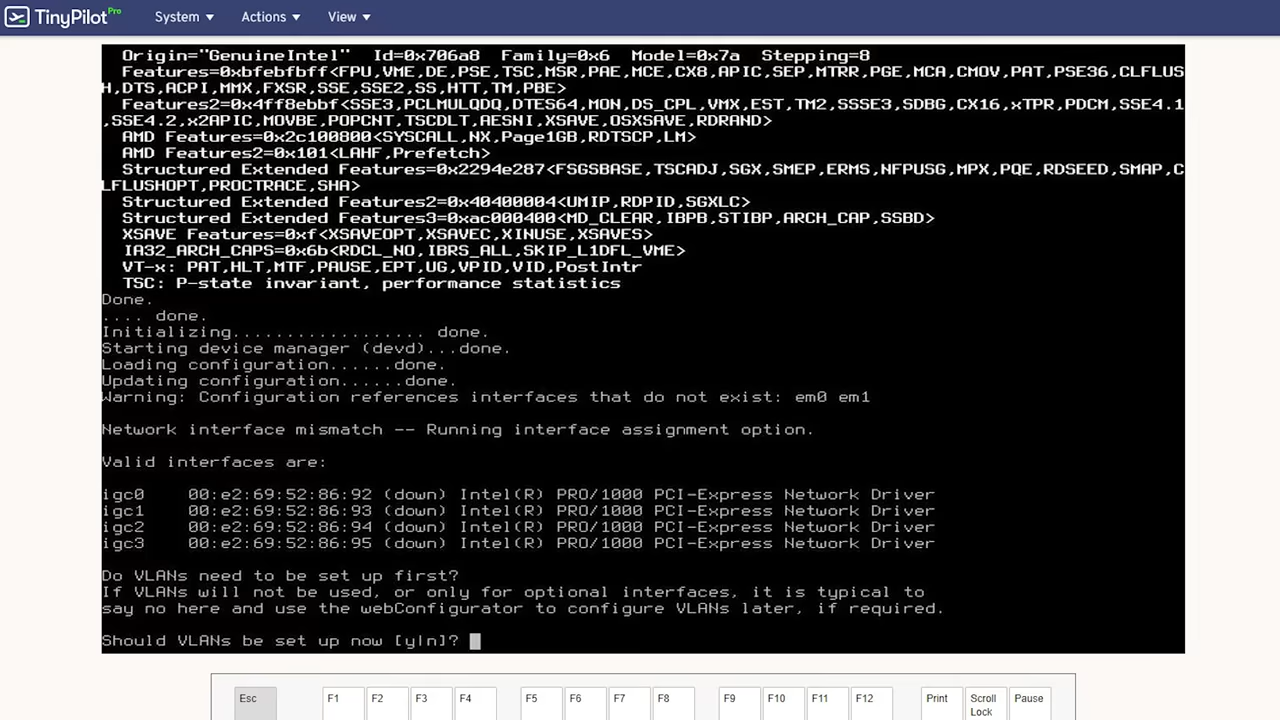 TinyPilot Pro System Actions View
Origin="GenuineIntel" Id=0x706a8 Family=0x6 Model=0x7a Stepping=8
Features=0xbfebfbff<FPU,VME,DE,PSE,TSC,MSR,PAE,MCE,CX8,APIC,SEP,MTRR,PGE,MCA,CMOV,PAT,PSE36,CLFLUS
H,DTS,ACPI,MMX,FXSR,SSE,SSE2,SS,HTT,TM,PBE>
Features2=0x4ff8ebbf<SSE3,PCLMULQDQ,DTES64,MON,DS_CPL,VMX,EST,TM2,SSSE3,SDBG,CX16,xTPR,PDCM,SSE4.1
,SSE4.2,x2APIC,MOVBE,POPCNT,TSCDLT,AESNI,XSAVE,OSXSAVE,RDRAND>
AMD Features=0x2c100800<SYSCALL,NX,Page1GB,RDTSCP,LM>
AMD Features2=0x101<LAHF,Prefetch>
Structured Extended Features=0x2294e287<FSGSBASE,TSCADJ,SGX,SMEP,ERMS,NFPUSG,MPX,PQE,RDSEED,SMAP,C
LFLUSHOPT,PROCTRACE,SHA>
Structured Extended Features2=0x40400004<UMIP,RDPID,SGXLC>
Structured Extended Features3=0xac000400<MD_CLEAR,IBPB,STIBP,ARCH_CAP,SSBD>
XSAVE Features=0xf<XSAVEOPT,XSAVEC,XINUSE,XSAVES>
IA32_ARCH_CAPS=0x6b<RDCL_NO,IBRS_ALL,SKIP_L1DFL_VME>
VT-x: PAT,HLT,MTF,PAUSE,EPT,UG,VPID,VID,PostIntr
TSC: P-state invariant, performance statistics
Done.
.... done.
Initializing.................. done.
Starting device manager (devd)...done.
Loading configuration......done.
Updating configuration......done.
Warning: Configuration references interfaces that do not exist: em0 em1
Network interface mismatch -- Running interface assignment option.
Valid interfaces are:
igc0 00:e2:69:52:86:92 (down) Intel(R) PRO/1000 PCI-Express Network Driver
igc1 00:e2:69:52:86:93 (down) Intel(R) PRO/1000 PCI-Express Network Driver
igc2 00:e2:69:52:86:94 (down) Intel(R) PRO/1000 PCI-Express Network Driver
igc3 00:e2:69:52:86:95 (down) Intel(R) PRO/1000 PCI-Express Network Driver
Do VLANs need to be set up first?
If VLANs will not be used, or only for optional interfaces, it is typical to
say no here and use the webConfigurator to configure VLANs later, if required.
Should VLANs be set up now [y|n]?
Esc F1 F2 F3 F4 F5 F6 F7 F8 F9 F10 F11 F12 Print Scroll Lock Pause